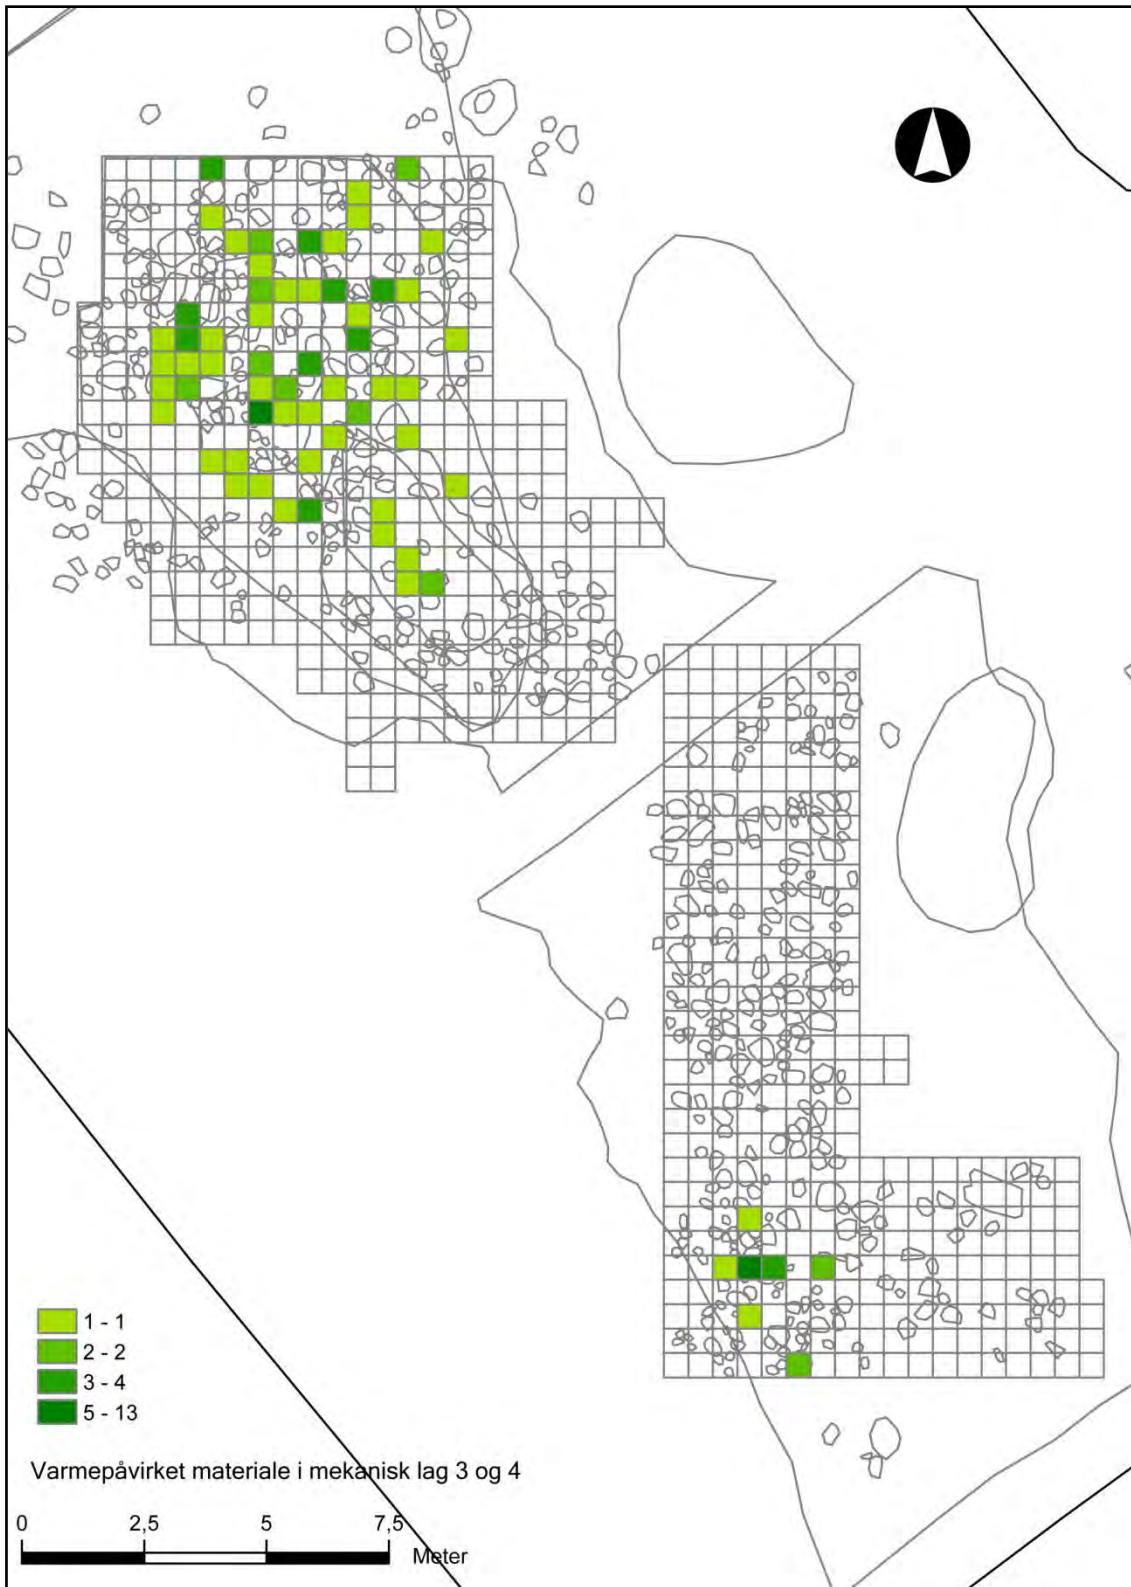 1 - 1
2 - 2
3 - 4
5 - 13
Varmepåvirket materiale i mekanisk lag 3 og 4
0 2,5 5 7,5
Meter